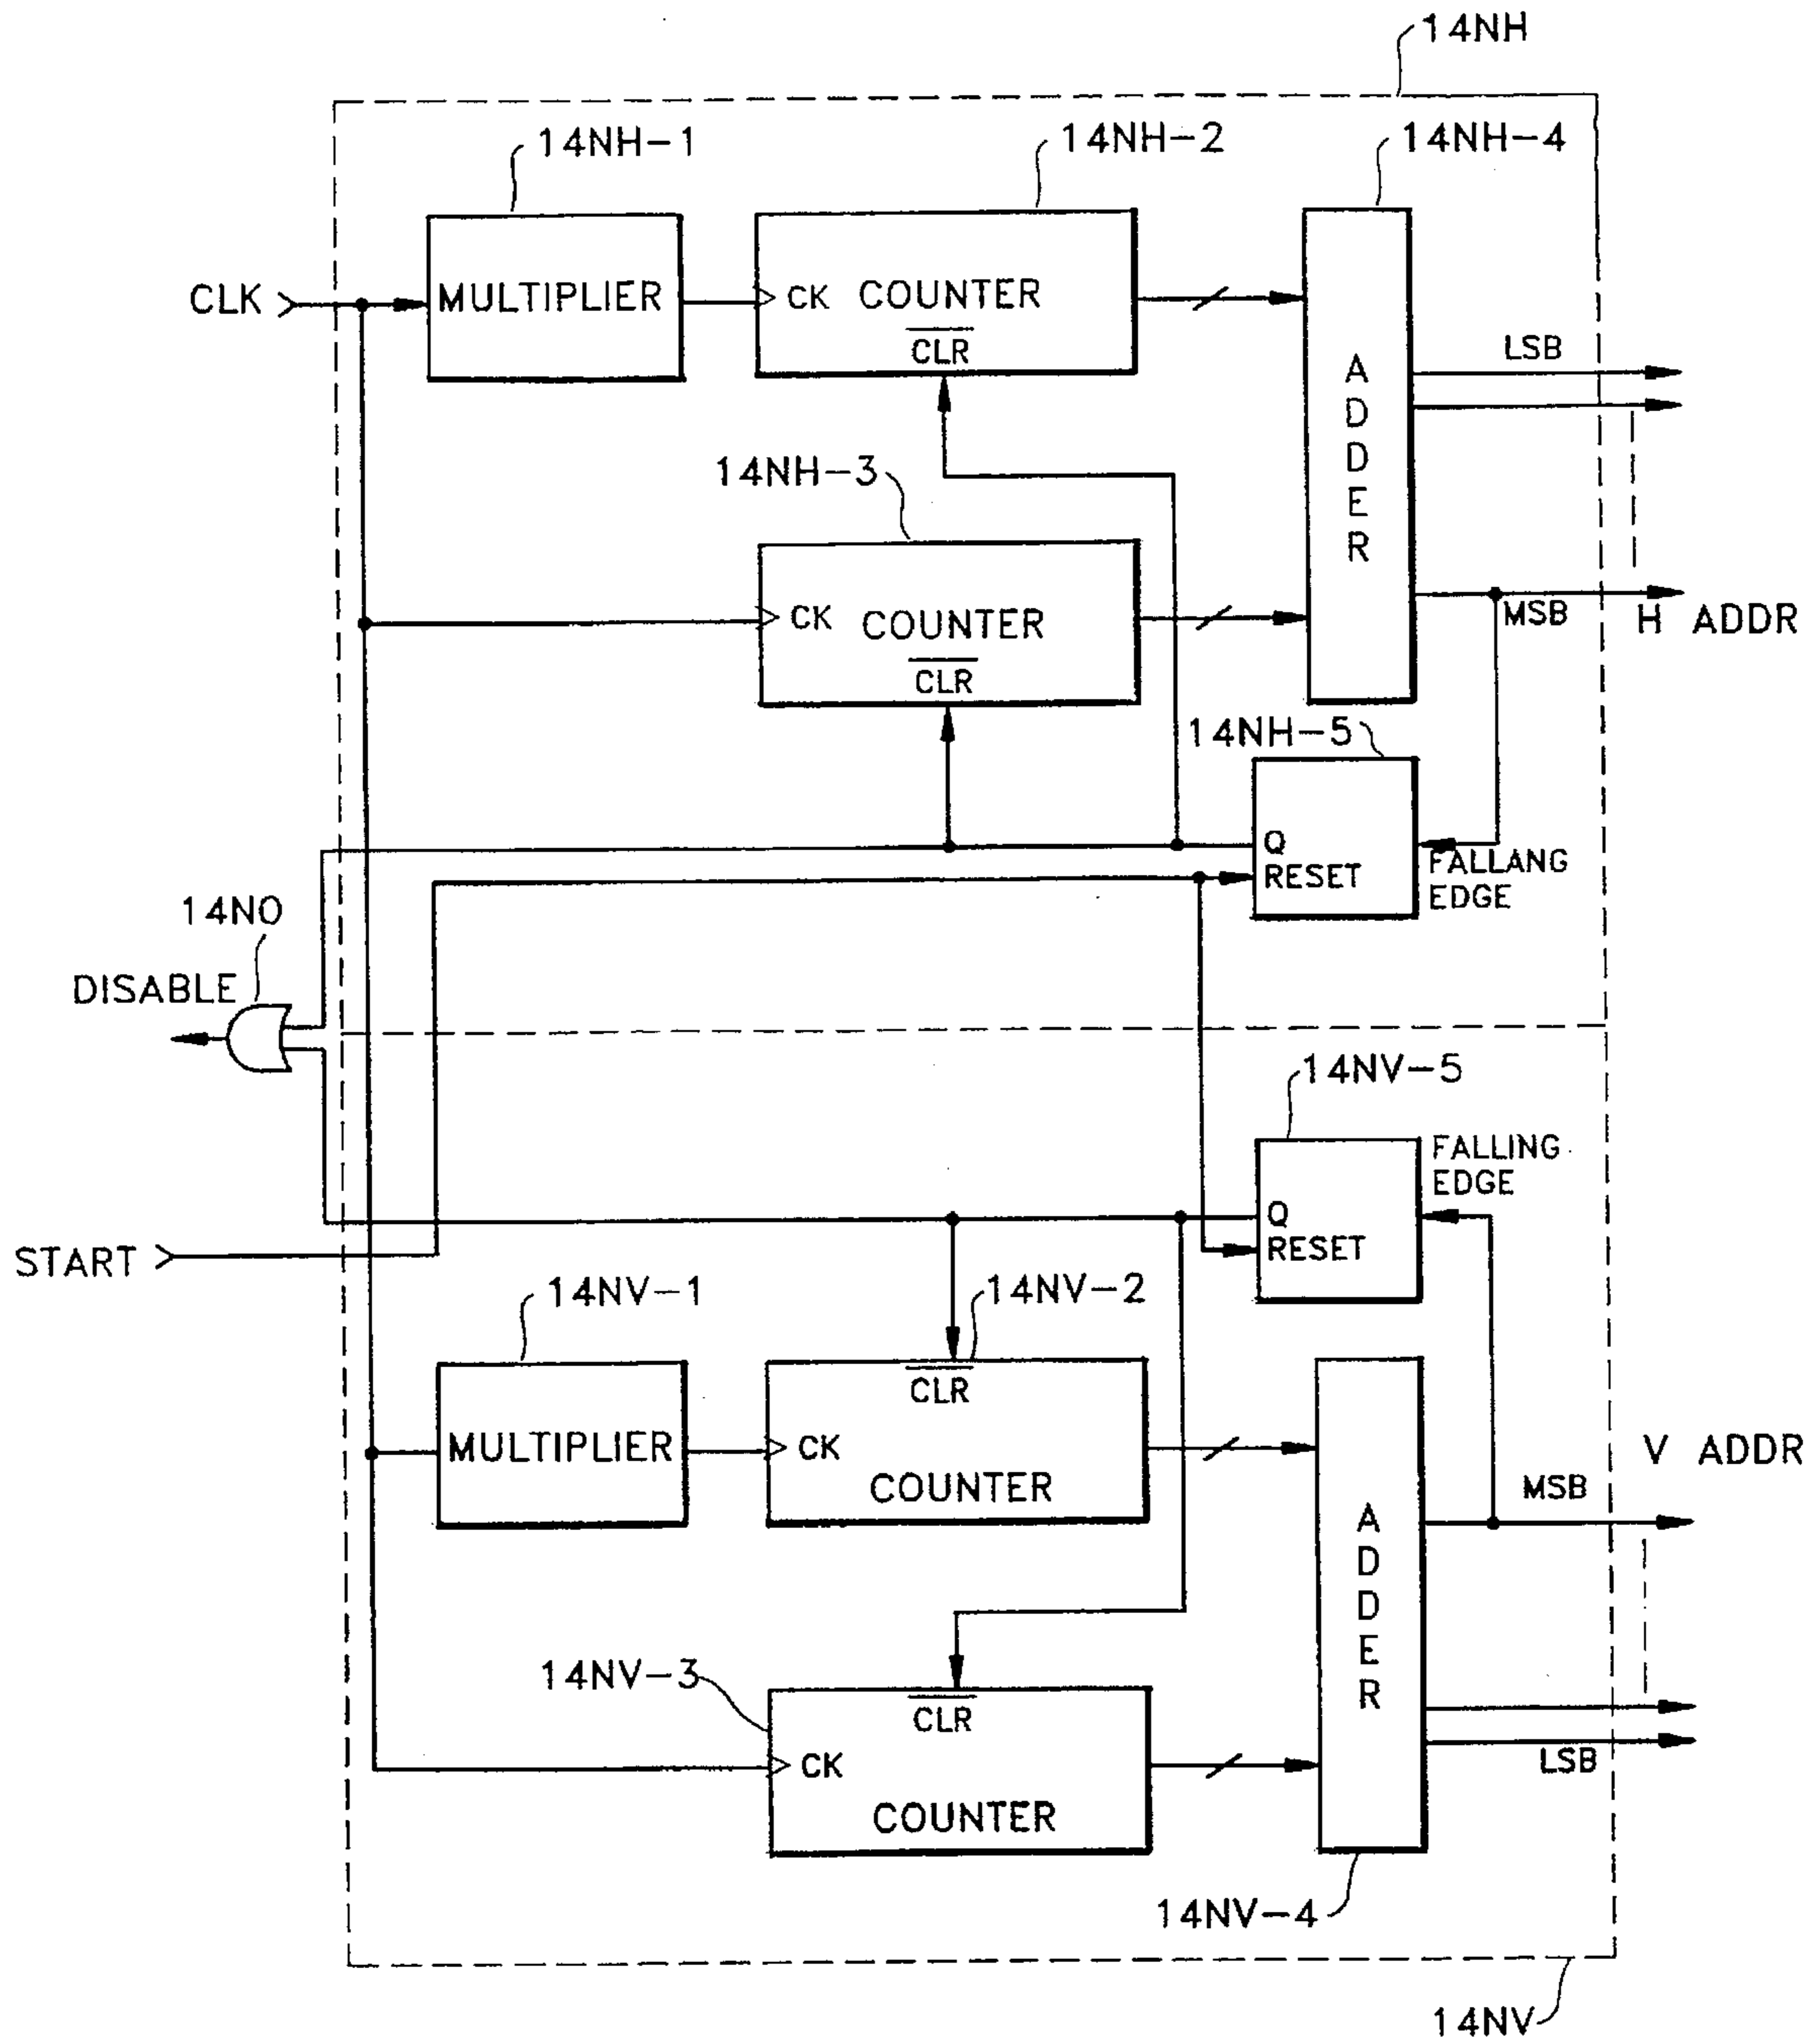 14NH
14NH-1
14NH-2
14NH-4
CLK
MULTIPLIER
CK COUNTER
CLR
ADDER
LSB
14NH-3
CK COUNTER
CLR
MSB
H ADDR
14NH-5
Q
RESET
FALLANG
EDGE
14NO
DISABLE
14NV-5
FALLING
EDGE
Q
RESET
START
14NV-1
14NV-2
CLR
MULTIPLIER
CK
COUNTER
ADDER
V ADDR
MSB
14NV-3
CLR
CK
COUNTER
LSB
14NV-4
14NV